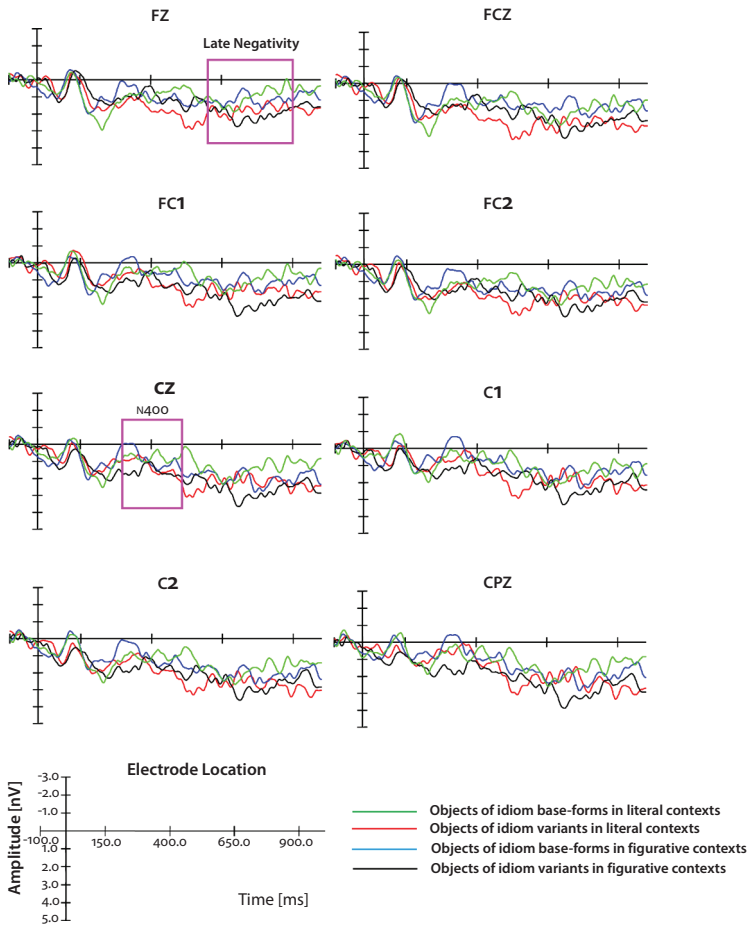 FZ
FCZ
Late Negativity
FC1
FC2
CZ
N400
C1
C2
CPZ
Electrode Location
Amplitude [nV]
-3.0
-2.0
-1.0
1.0
2.0
3.0
4.0
5.0
-100.0
150.0
400.0
650.0
900.0
Time [ms]
Objects of idiom base-forms in literal contexts
Objects of idiom variants in literal contexts
Objects of idiom base-forms in figurative contexts
Objects of idiom variants in figurative contexts